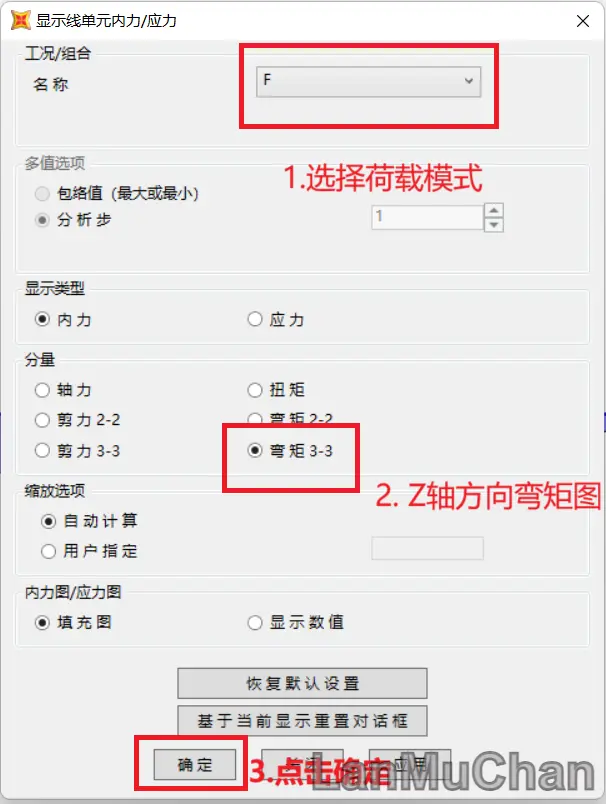 显示线单元内力/应力
工况/组合
名称
F
1.选择荷载模式
多值选项
包络值（最大或最小）
分析步
1
显示类型
内力
应力
分量
轴力
扭矩
剪力 2-2
弯矩 2-2
剪力 3-3
弯矩 3-3
2. Z轴方向弯矩图
缩放选项
自动计算
用户指定
内力图/应力图
填充图
显示数值
恢复默认设置
基于当前显示重置对话框
确定
3.点击确定
应用
LanMuChan